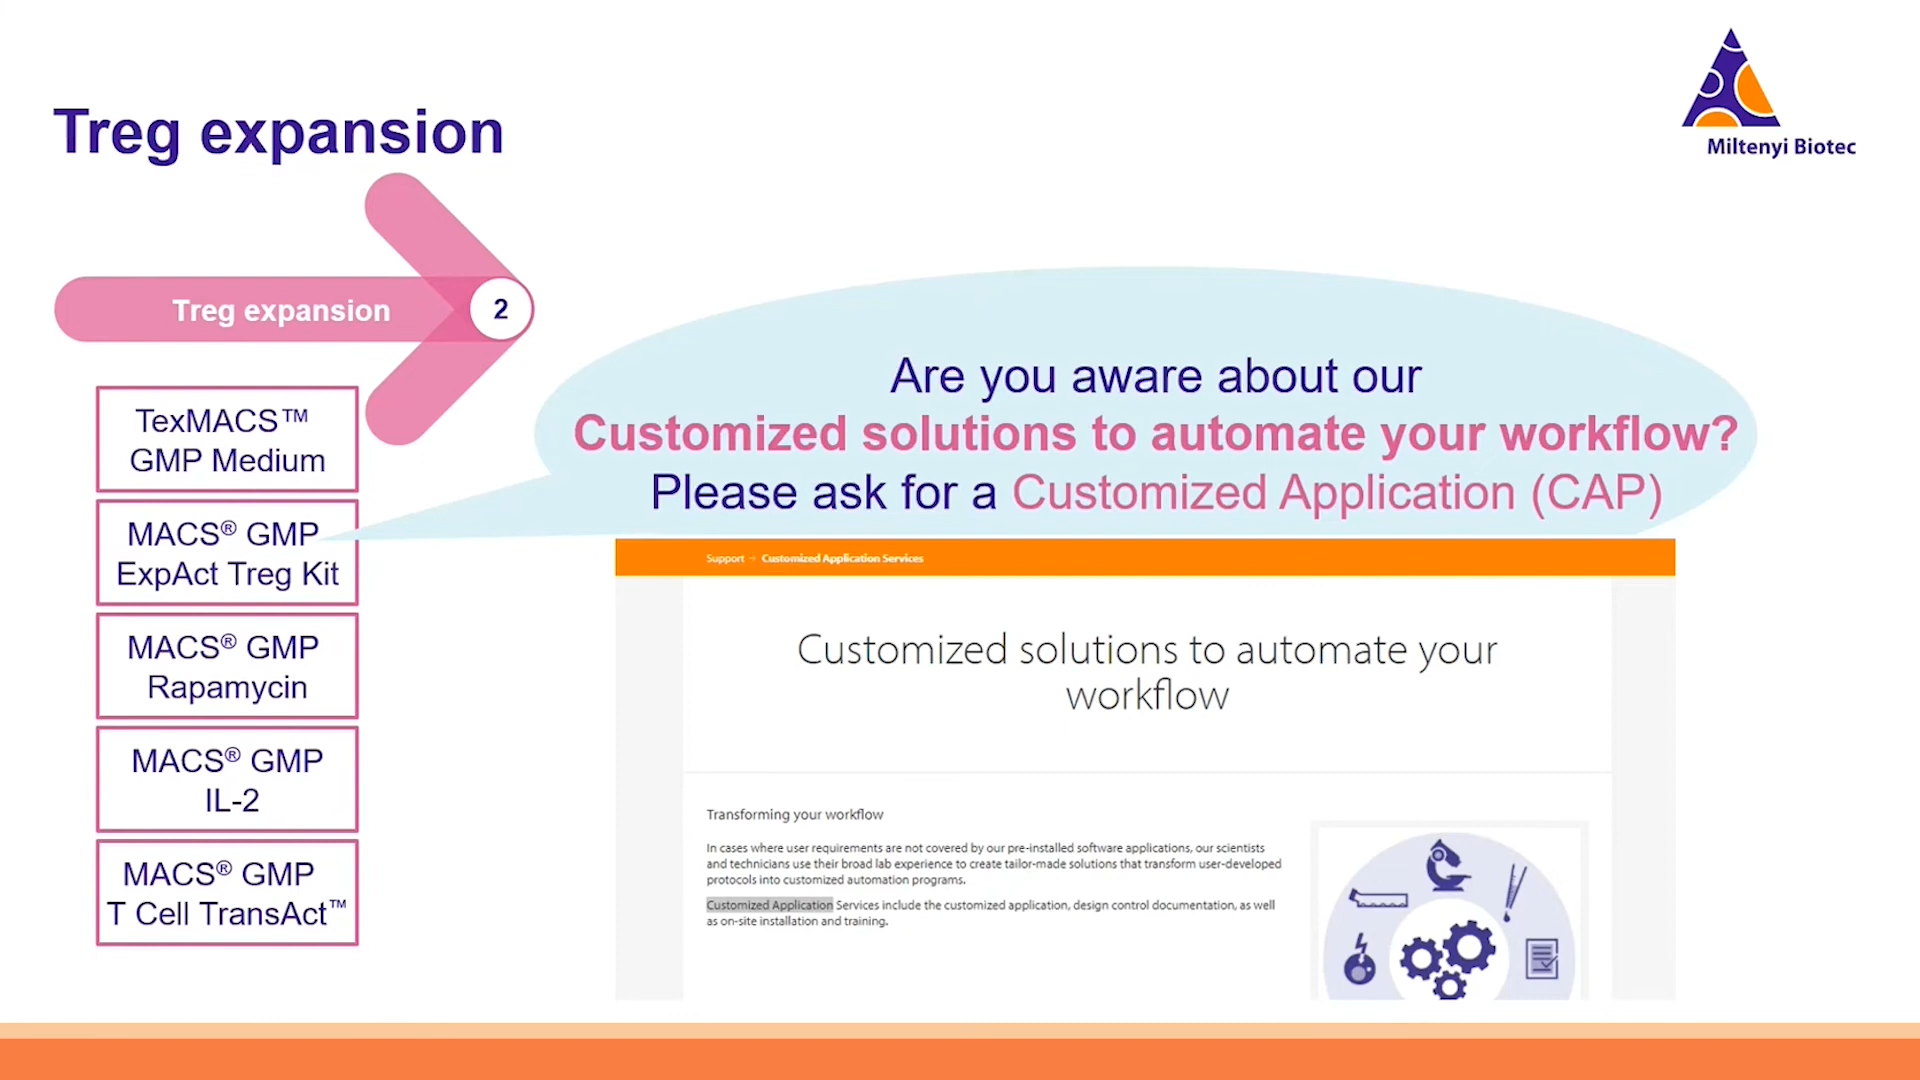 Miltenyi Biotec
Treg expansion
Treg expansion
2
TexMACS™
GMP Medium
MACS® GMP
ExpAct Treg Kit
MACS® GMP
Rapamycin
MACS® GMP
IL-2
MACS® GMP
T Cell TransAct™
Are you aware about our
Customized solutions to automate your workflow?
Please ask for a Customized Application (CAP)
Support → Customized Application Services
Customized solutions to automate your
workflow
Transforming your workflow
In cases where user requirements are not covered by our pre-installed software applications, our scientists
and technicians use their broad lab experience to create tailor-made solutions that transform user-developed
protocols into customized automation programs.
Customized Application Services include the customized application, design control documentation, as well
as on-site installation and training.